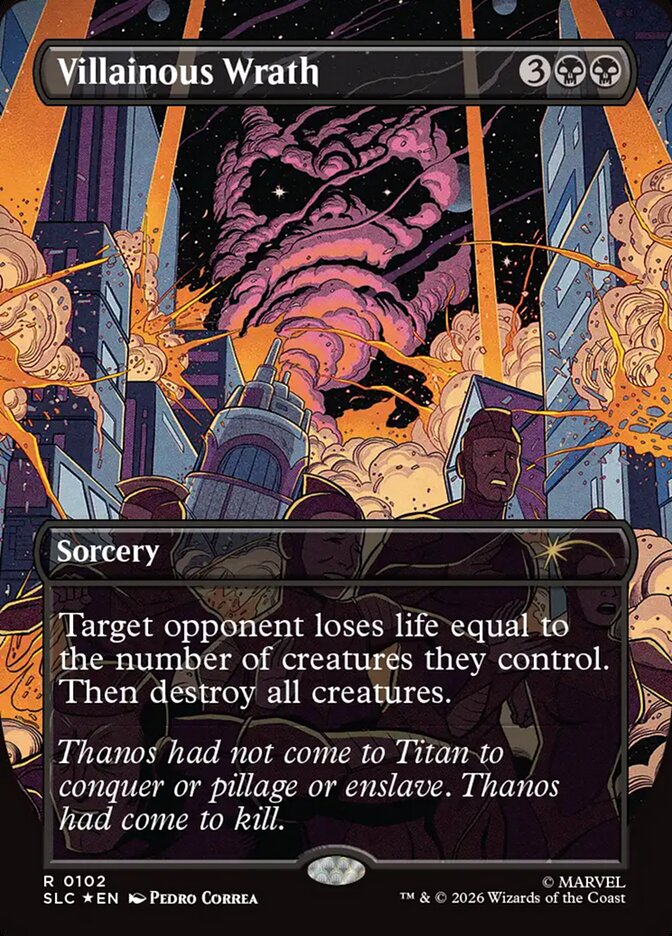 Villainous Wrath 3
Sorcery
Target opponent loses life equal to
the number of creatures they control.
Then destroy all creatures.
Thanos had not come to Titan to
conquer or pillage or enslave. Thanos
had come to kill.
R 0102
SLC ★ EN PEDRO CORREA
© MARVEL
™ & © 2026 Wizards of the Coast